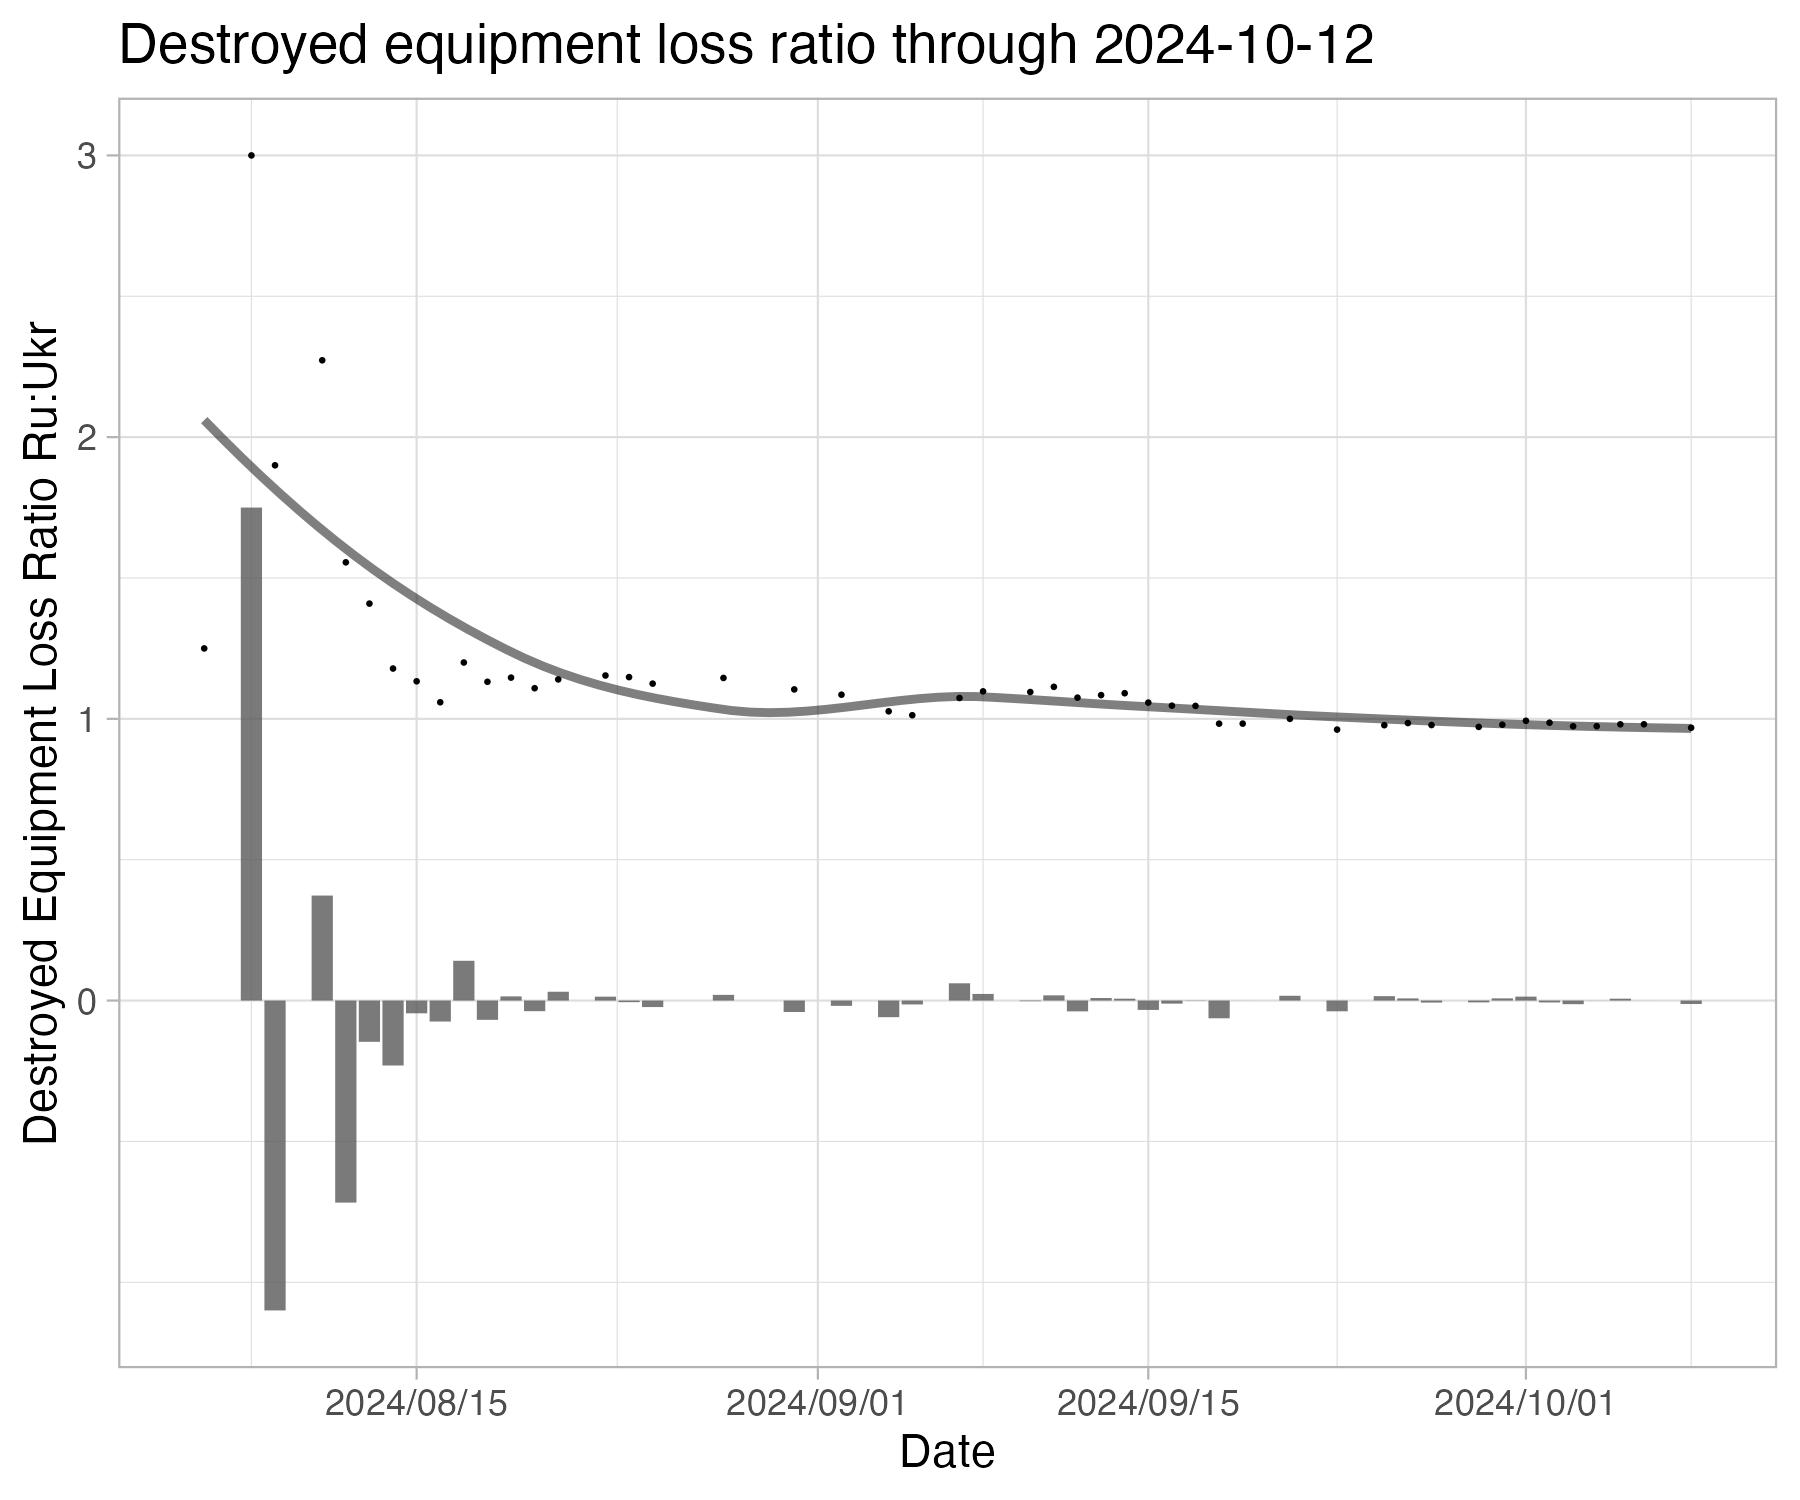 Destroyed equipment loss ratio through 2024-10-12
Destroyed Equipment Loss Ratio Ru:Ukr
3
2
1
0
2024/08/15
2024/09/01
2024/09/15
2024/10/01
Date